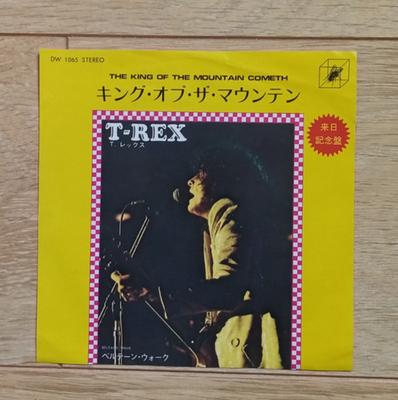 DW 1065 STEREO
THE KING OF THE MOUNTAIN COMETH
キング・オブ・ザ・マウンテン
T-REX
T. レックス
来日
記念盤
BELTANE WALK
ベルテーン・ウォーク